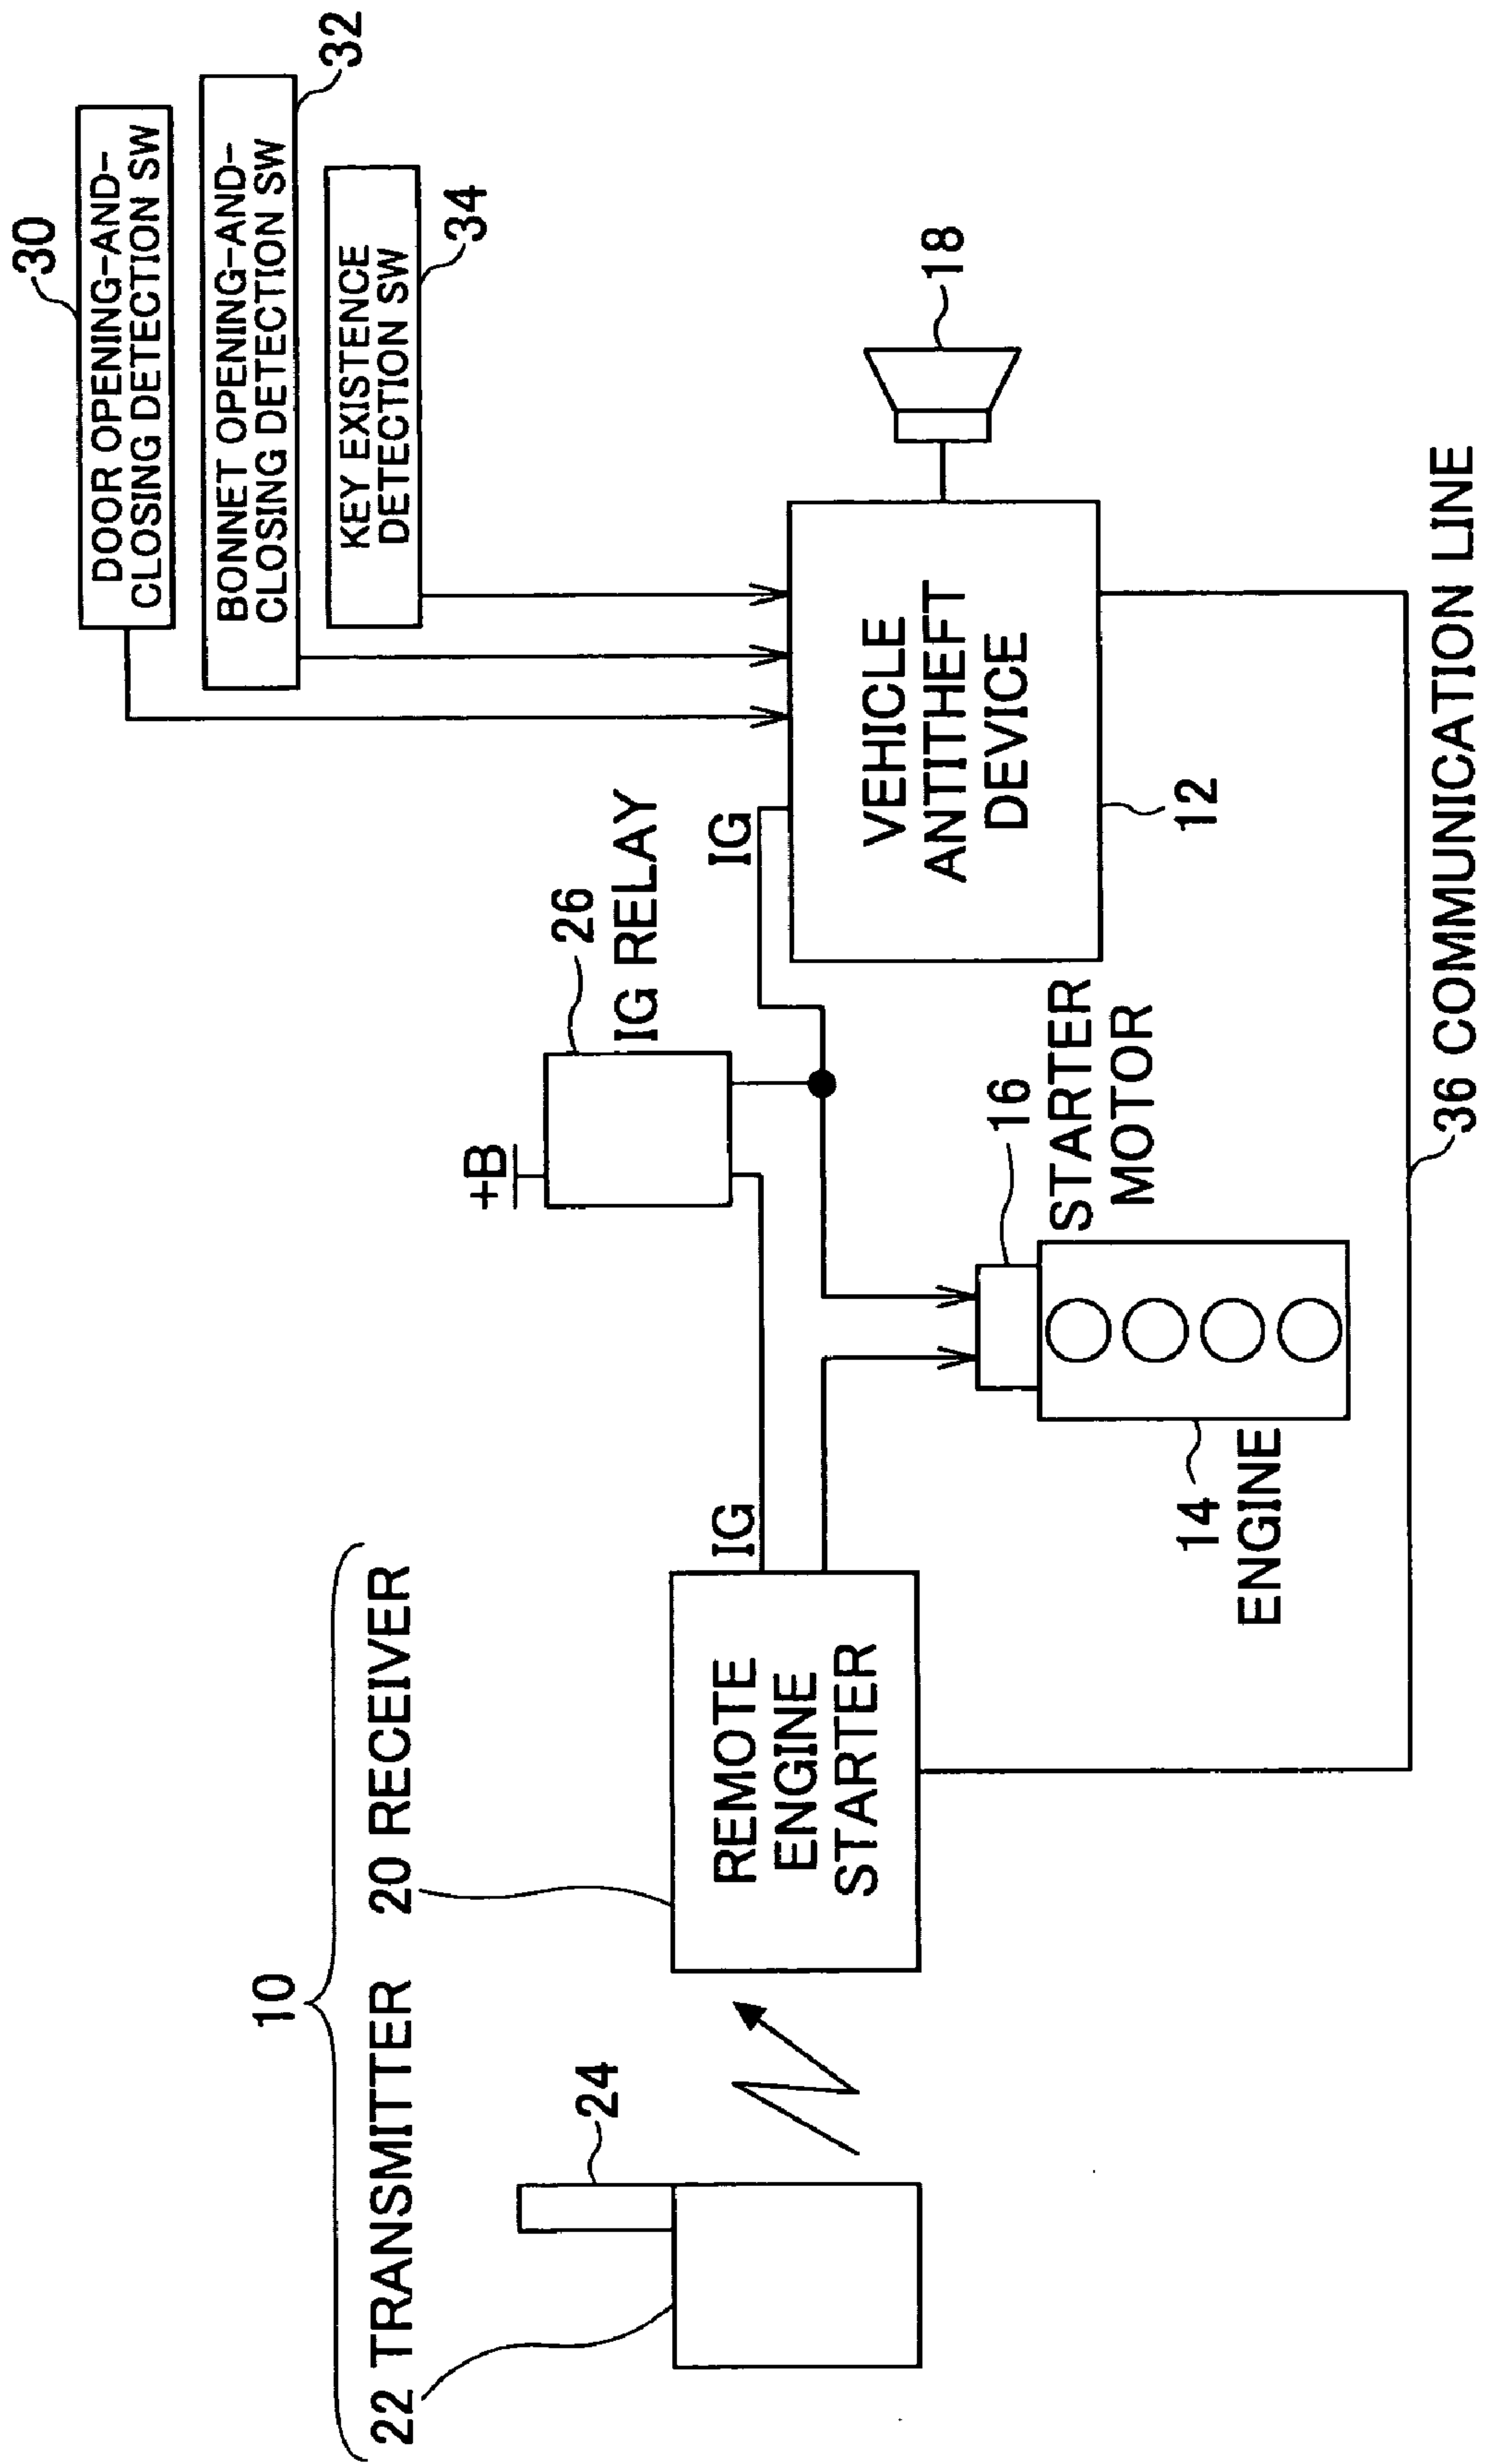 10
22 TRANSMITTER
20 RECEIVER
24
REMOTE
ENGINE
STARTER
IG
+B
26
IG RELAY
IG
16
STARTER
MOTOR
14
ENGINE
30
DOOR OPENING-AND-
CLOSING DETECTION SW
32
BONNET OPENING-AND-
CLOSING DETECTION SW
34
KEY EXISTENCE
DETECTION SW
VEHICLE
ANTITHEFT
DEVICE
12
18
36 COMMUNICATION LINE